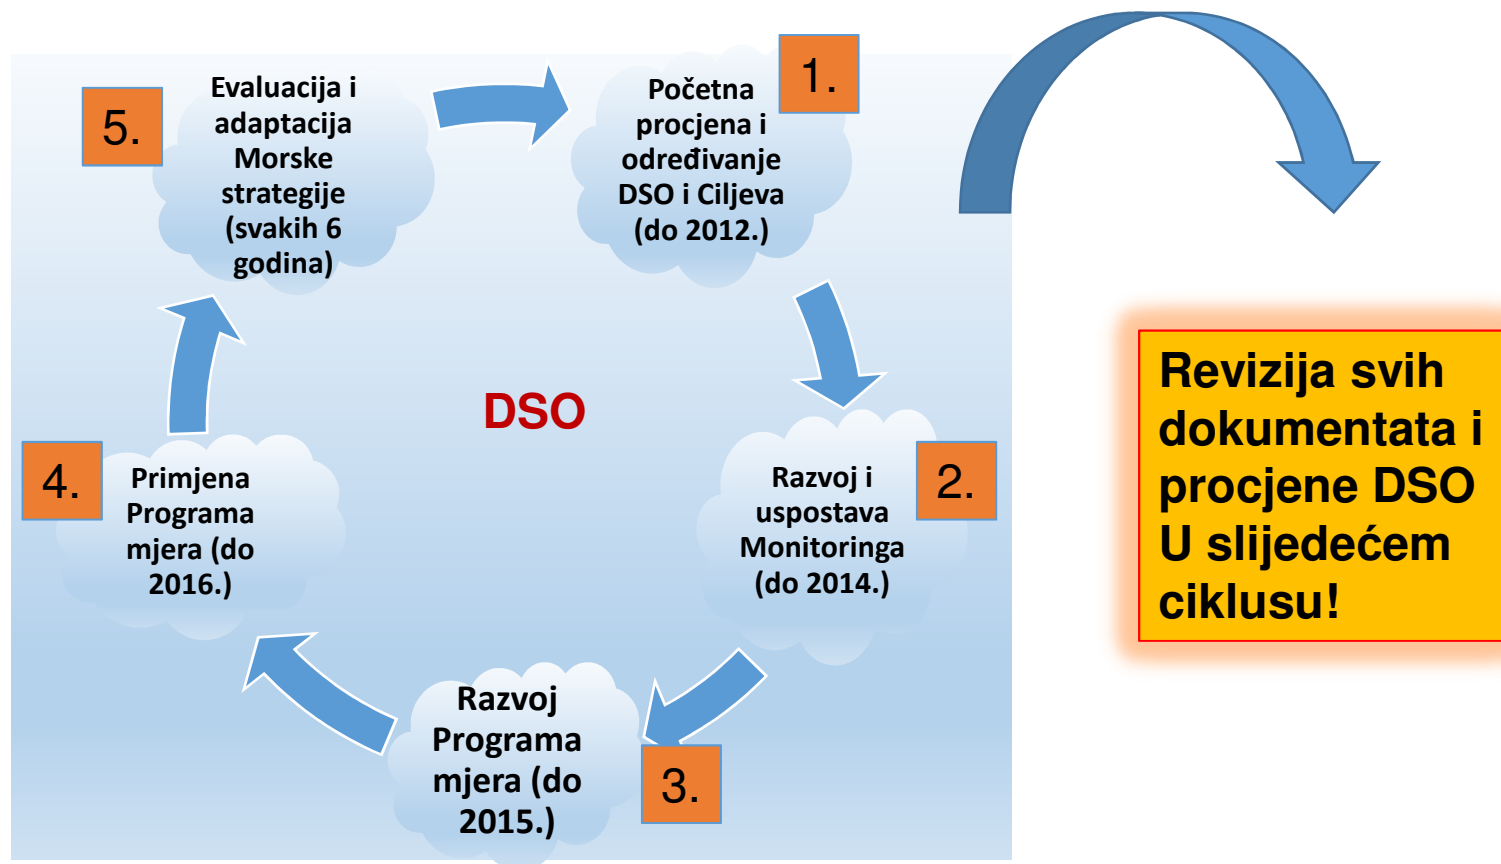 1.
Početna
procjena i
određivanje
DSO i Ciljeva
(do 2012.)
2.
Razvoj i
uspostava
Monitoringa
(do 2014.)
3.
Razvoj
Programa
mjera (do
2015.)
4.
Primjena
Programa
mjera (do
2016.)
5.
Evaluacija i
adaptacija
Morske
strategije
(svakih 6
godina)
DSO
Revizija svih
dokumentata i
procjene DSO
U slijedećem
ciklusu!